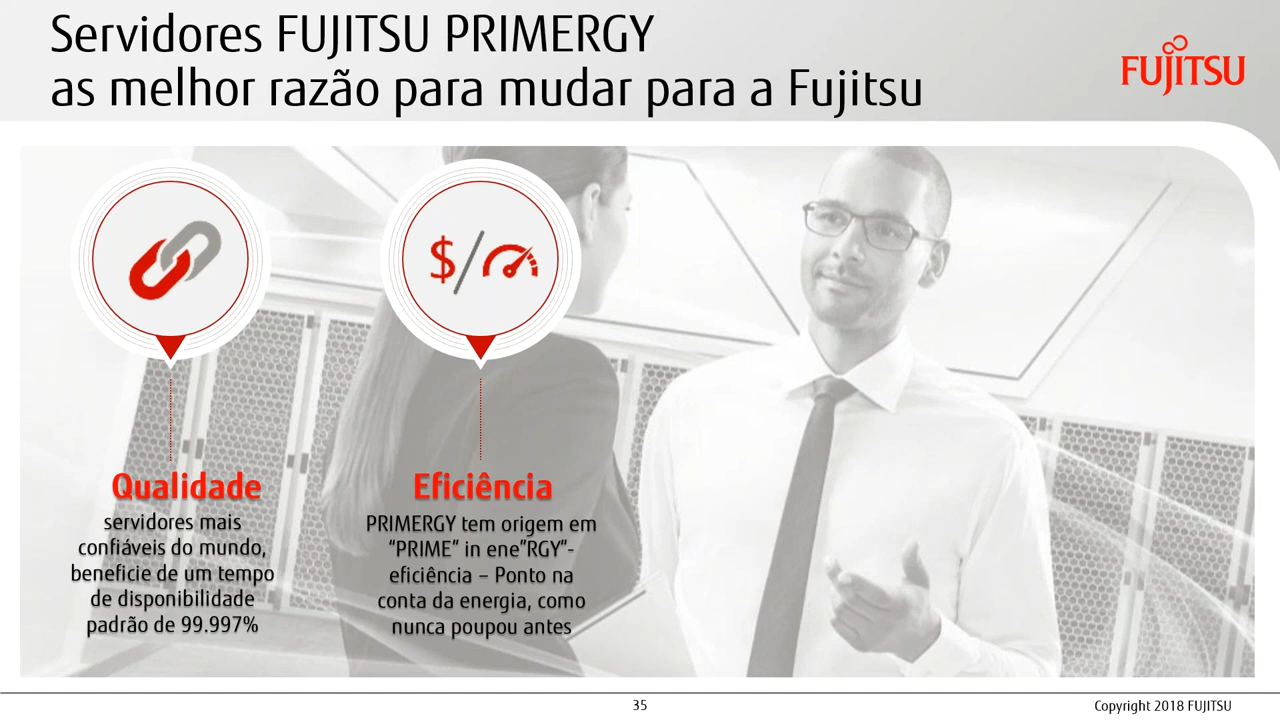 Servidores FUJITSU PRIMERGY
as melhor razão para mudar para a Fujitsu
FUJITSU
$/
Qualidade
servidores mais
confiáveis do mundo,
beneficie de um tempo
de disponibilidade
padrão de 99.997%
Eficiência
PRIMERGY tem origem em
“PRIME” in ene”RGY”-
eficiência – Ponto na
conta da energia, como
nunca poupou antes
35
Copyright 2018 FUJITSU